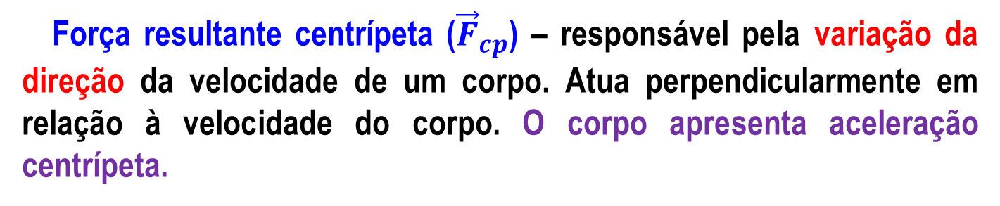 Força resultante centrípeta (\(\vec{F}_{cp}\)) – responsável pela variação da
direção da velocidade de um corpo. Atua perpendicularmente em
relação à velocidade do corpo. O corpo apresenta aceleração
centrípeta.